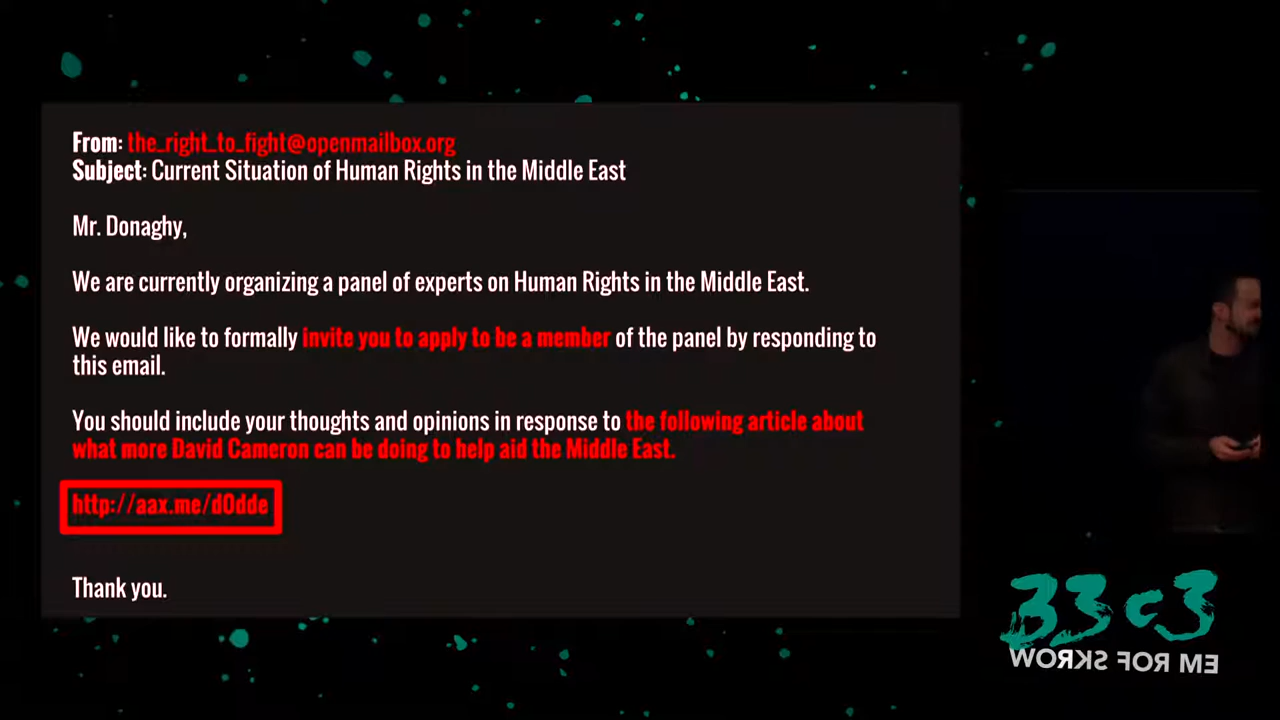 From: the_right_to_fight@openmailbox.org
Subject: Current Situation of Human Rights in the Middle East
Mr. Donaghy,
We are currently organizing a panel of experts on Human Rights in the Middle East.
We would like to formally invite you to apply to be a member of the panel by responding to
this email.
You should include your thoughts and opinions in response to the following article about
what more David Cameron can be doing to help aid the Middle East.
http://aax.me/d0dde
Thank you.
33c3
WORKS FOR ME